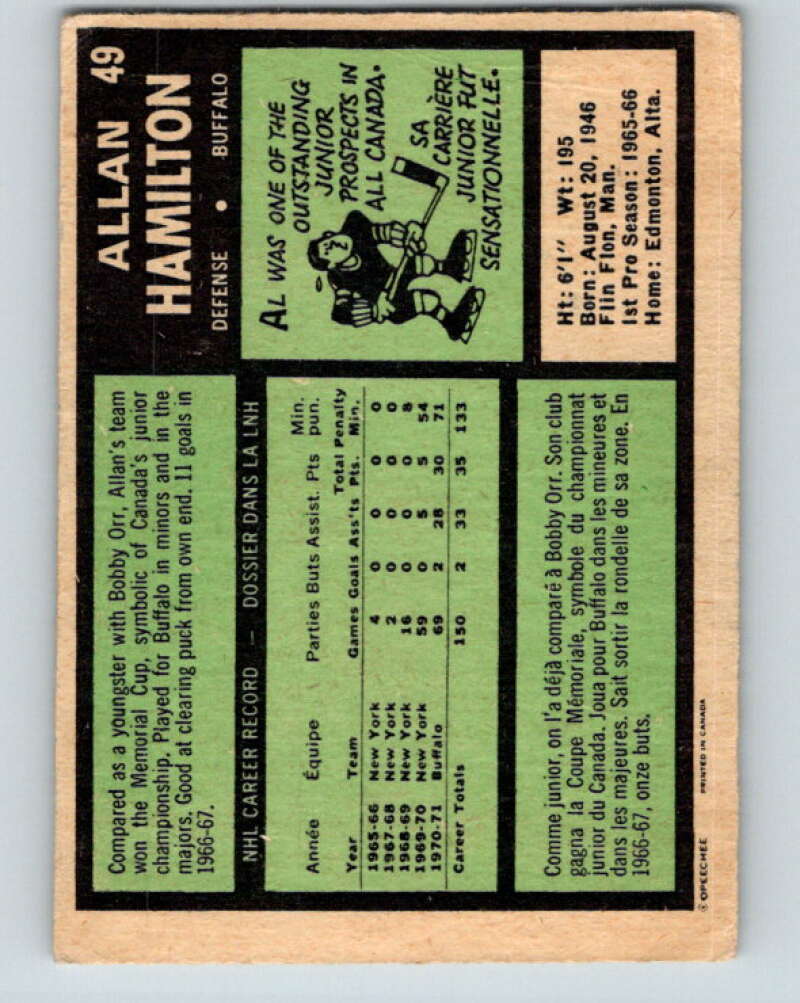 ALLAN 49
HAMILTON
DEFENSE • BUFFALO
Compared as a youngster with Bobby Orr, Allan's team
won the Memorial Cup, symbolic of Canada's junior
championship. Played for Buffalo in minors and in the
majors. Good at clearing puck from own end. 11 goals in
1966-67.
AL WAS ONE OF THE
OUTSTANDING
JUNIOR
PROSPECTS IN
ALL CANADA.
SA
CARRIÈRE
JUNIOR FUT
SENSATIONNELLE.
NHL CAREER RECORD — DOSSIER DANS LA LNH
Année Équipe Parties Buts Assist. Pts Min. pun.
Year Team Games Goals Ass'ts Total Pts. Penalty Min.
1965-66 New York 4 0 0 0 0
1967-68 New York 2 0 0 0 0
1968-69 New York 16 0 0 0 8
1969-70 New York 59 0 5 5 54
1970-71 Buffalo 69 2 28 30 71
Career Totals 150 2 33 35 133
Ht: 6'1" Wt: 195
Born: August 20, 1946
Flin Flon, Man.
1st Pro Season: 1965-66
Home: Edmonton, Alta.
Comme junior, on l'a déjà comparé à Bobby Orr. Son club
gagna la Coupe Mémoriale, symbole du championnat
junior du Canada. Joua pour Buffalo dans les mineures et
dans les majeures. Sait sortir la rondelle de sa zone. En
1966-67, onze buts.
© OPEECHEE PRINTED IN CANADA